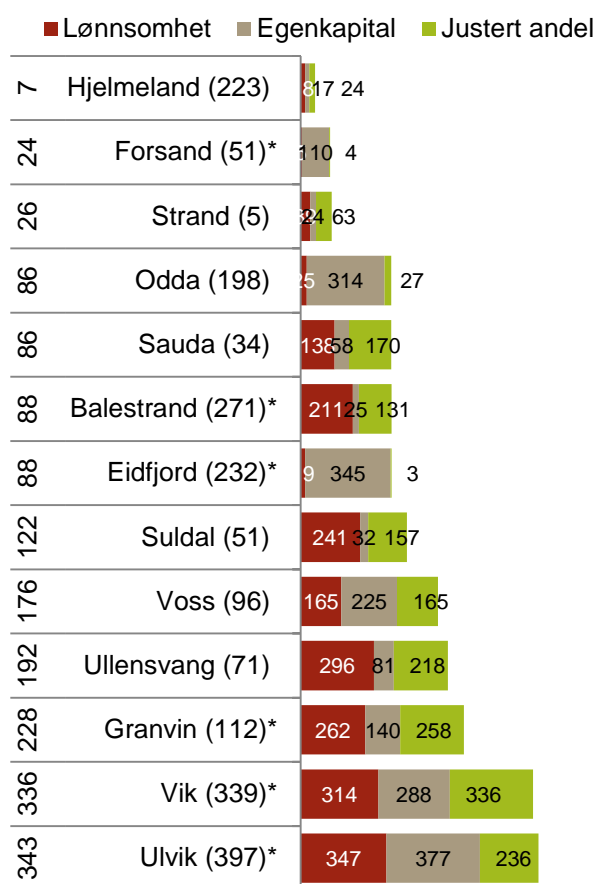 Lønnsomhet Egenkapital Justert andel
7 Hjelmeland (223) 17 24
24 Forsand (51)* 110 4
26 Strand (5) 24 63
86 Odda (198) 25 314 27
86 Sauda (34) 138 58 170
88 Balestrand (271)* 211 25 131
88 Eidfjord (232)* 345 3
122 Suldal (51) 241 32 157
176 Voss (96) 165 225 165
192 Ullensvang (71) 296 81 218
228 Granvin (112)* 262 140 258
336 Vik (339)* 314 288 336
343 Ulvik (397)* 347 377 236